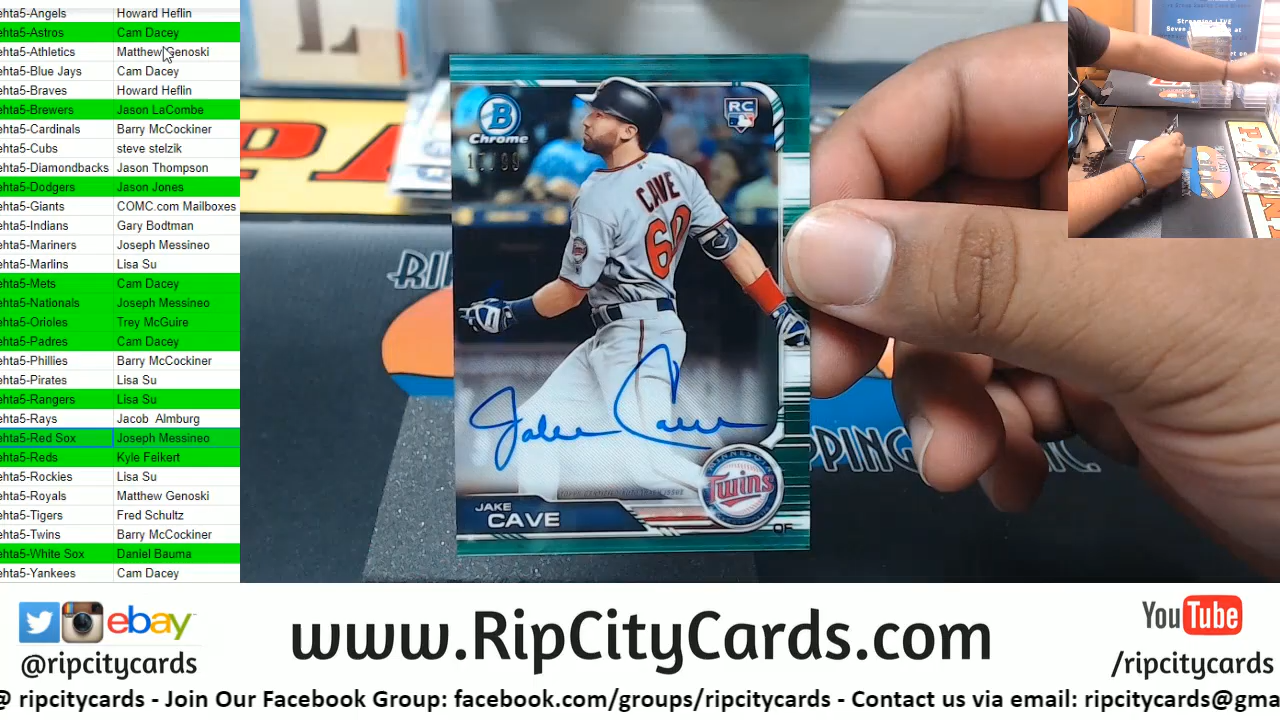 ehta5-Angels Howard Heflin
ehta5-Astros Cam Dacey
ehta5-Athletics Matthew Genoski
ehta5-Blue Jays Cam Dacey
ehta5-Braves Howard Heflin
ehta5-Brewers Jason LaCombe
ehta5-Cardinals Barry McCockiner
ehta5-Cubs steve stelzik
ehta5-Diamondbacks Jason Thompson
ehta5-Dodgers Jason Jones
ehta5-Giants COMC.com Mailboxes
ehta5-Indians Gary Bodtman
ehta5-Mariners Joseph Messineo
ehta5-Marlins Lisa Su
ehta5-Mets Cam Dacey
ehta5-Nationals Joseph Messineo
ehta5-Orioles Trey McGuire
ehta5-Padres Cam Dacey
ehta5-Phillies Barry McCockiner
ehta5-Pirates Lisa Su
ehta5-Rangers Lisa Su
ehta5-Rays Jacob Almburg
ehta5-Red Sox Joseph Messineo
ehta5-Reds Kyle Feikert
ehta5-Rockies Lisa Su
ehta5-Royals Matthew Genoski
ehta5-Tigers Fred Schultz
ehta5-Twins Barry McCockiner
ehta5-White Sox Daniel Bauma
ehta5-Yankees Cam Dacey
B
Chrome
RC
CAVE
60
Jake Cave
MINNESOTA
Twins
JAKE
CAVE
RIP
PPING
C.
Streaming LIVE
ebay
@ripcitycards
www.RipCityCards.com
YouTube
/ripcitycards
@ ripcitycards - Join Our Facebook Group: facebook.com/groups/ripcitycards - Contact us via email: ripcitycards@gma